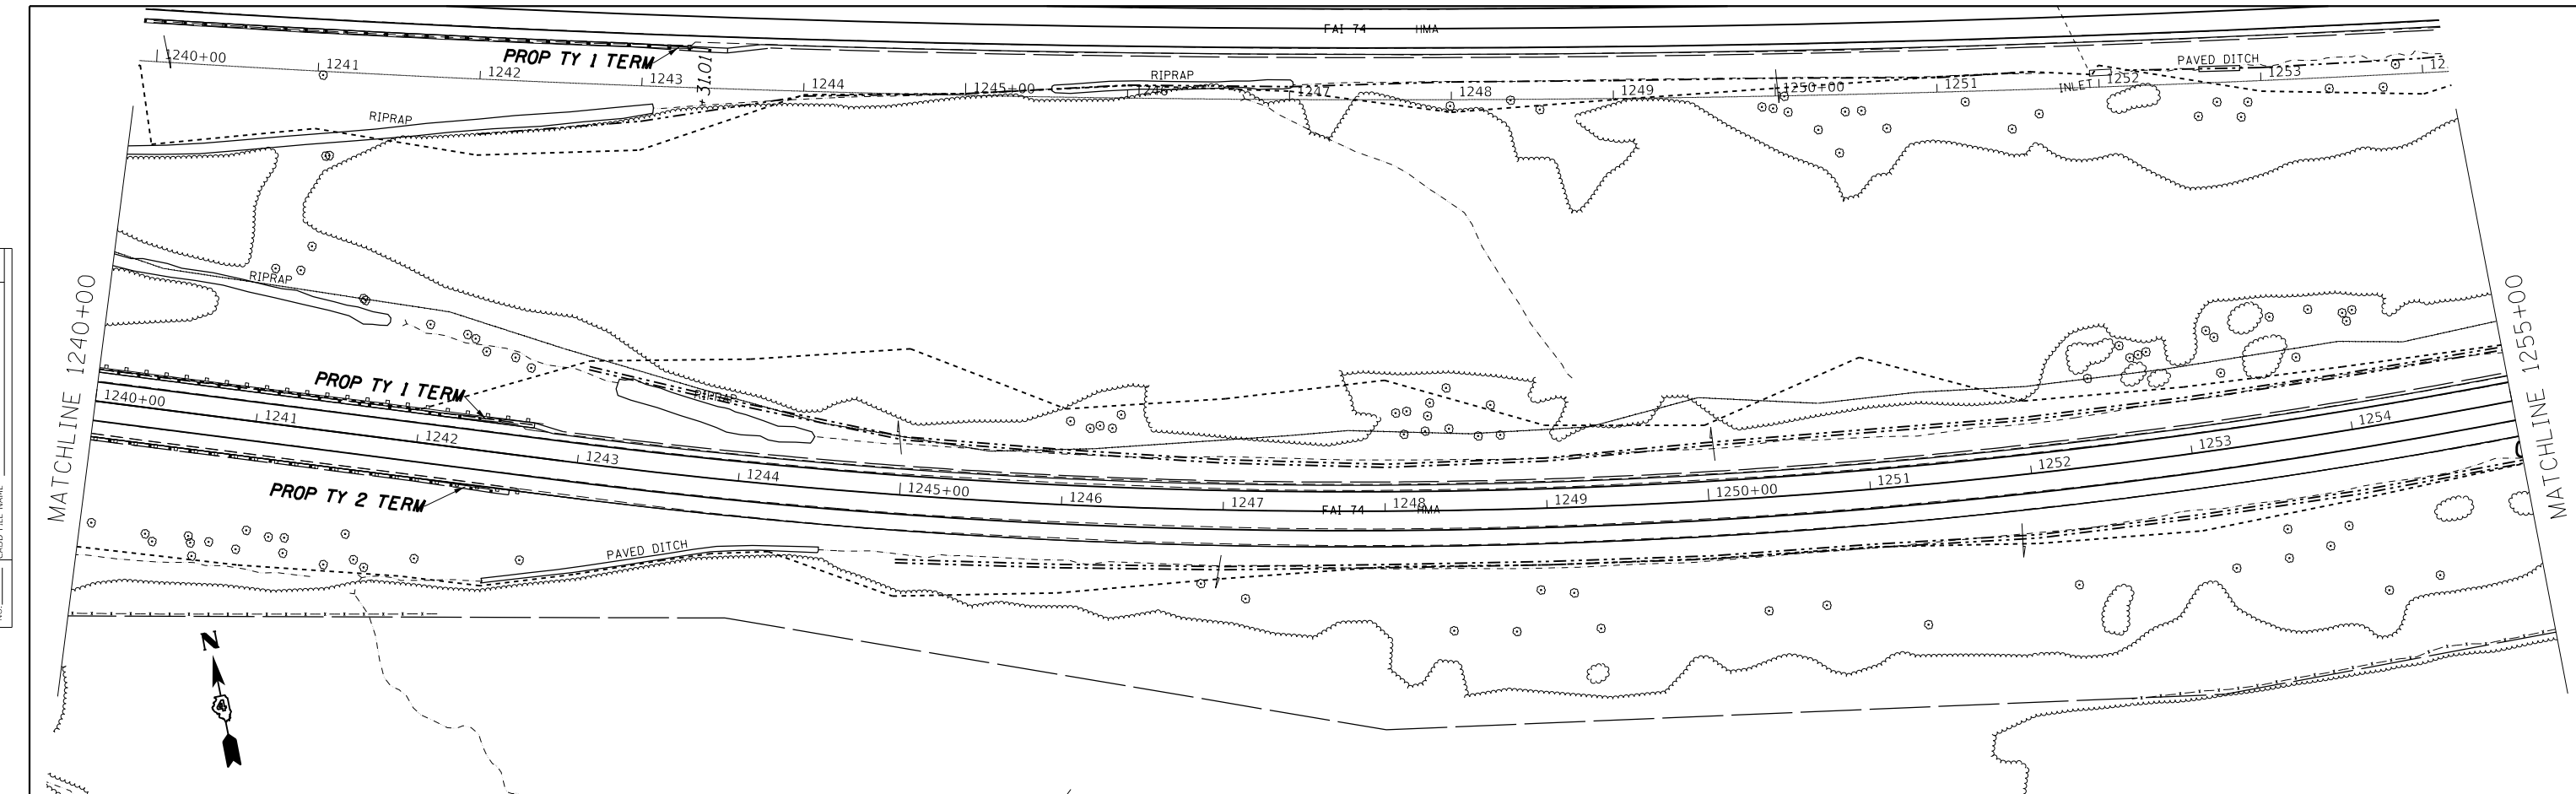 FAI 74 HMA
PROP TY 1 TERM
+31.01
1240+00
1241
1242
1243
1244
1245+00
1246
1247
1248
1249
1250+00
1251
1252
1253
12
RIPRAP
RIPRAP
INLET
PAVED DITCH
MATCHLINE 1240+00
RIPRAP
PROP TY 1 TERM
RIPRAP
MATCHLINE 1255+00
1240+00
1241
1242
1243
1244
1245+00
1246
1247
1248
1249
1250+00
1251
1252
1253
1254
FAI 74 HMA
PROP TY 2 TERM
PAVED DITCH
N
4